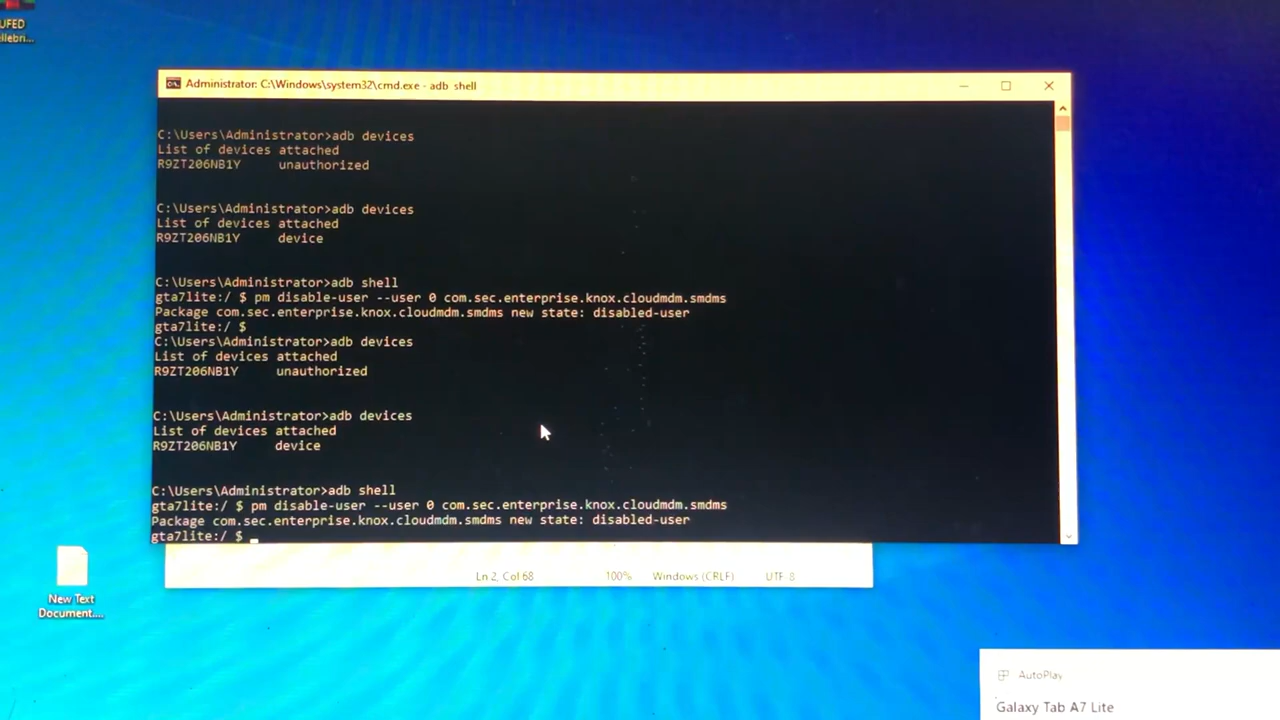 UFED
Cellebri...
Administrator: C:\Windows\system32\cmd.exe - adb shell
C:\Users\Administrator>adb devices
List of devices attached
R9ZT206NB1Y unauthorized
C:\Users\Administrator>adb devices
List of devices attached
R9ZT206NB1Y device
C:\Users\Administrator>adb shell
gta7lite:/ $ pm disable-user --user 0 com.sec.enterprise.knox.cloudmdm.smdms
Package com.sec.enterprise.knox.cloudmdm.smdms new state: disabled-user
gta7lite:/ $
C:\Users\Administrator>adb devices
List of devices attached
R9ZT206NB1Y unauthorized
C:\Users\Administrator>adb devices
List of devices attached
R9ZT206NB1Y device
C:\Users\Administrator>adb shell
gta7lite:/ $ pm disable-user --user 0 com.sec.enterprise.knox.cloudmdm.smdms
Package com.sec.enterprise.knox.cloudmdm.smdms new state: disabled-user
gta7lite:/ $
Ln 2, Col 68 100% Windows (CRLF) UTF-8
New Text
Document....
AutoPlay
Galaxy Tab A7 Lite